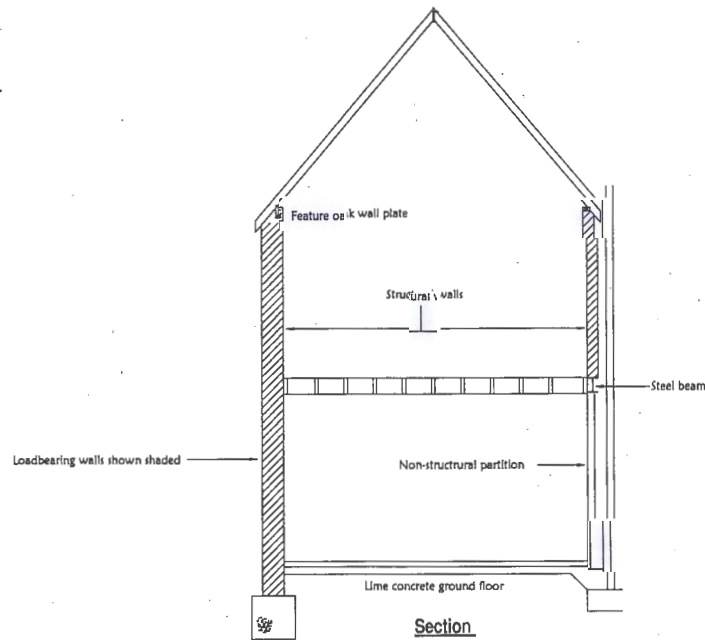 Feature oak wall plate
Structural walls
Steel beam
Loadbearing walls shown shaded
Non-structural partition
Lime concrete ground floor
Section